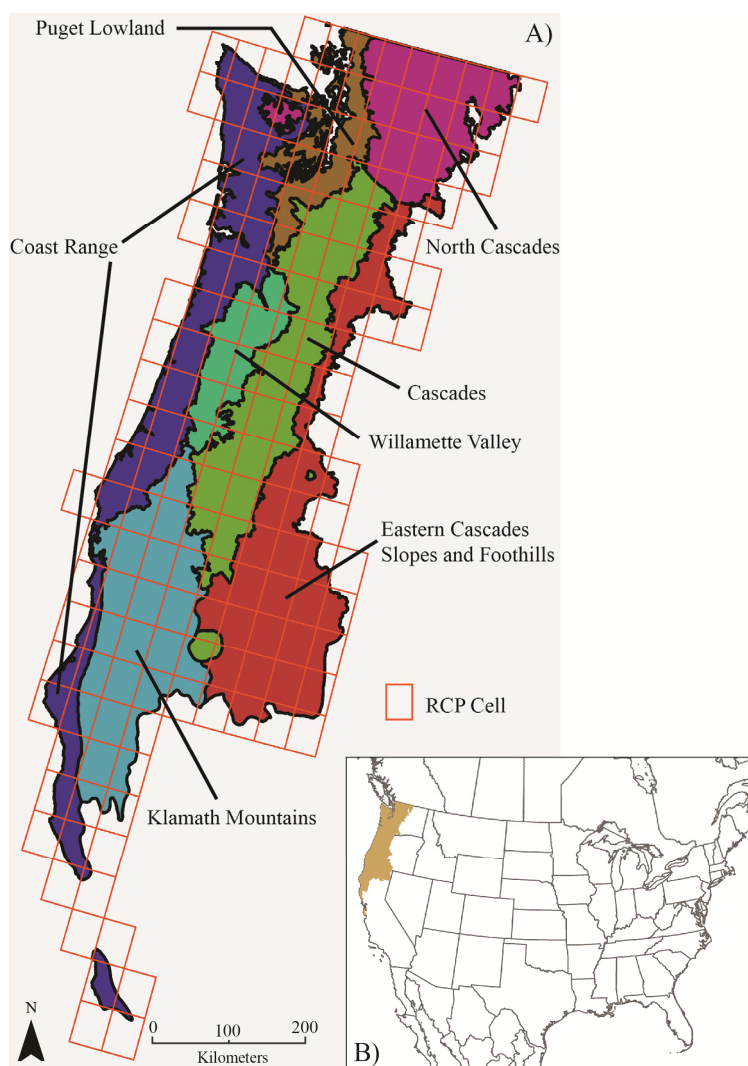 Puget Lowland
A)
Coast Range
North Cascades
Cascades
Willamette Valley
Eastern Cascades
Slopes and Foothills
RCP Cell
Klamath Mountains
N
0 100 200
Kilometers
B)